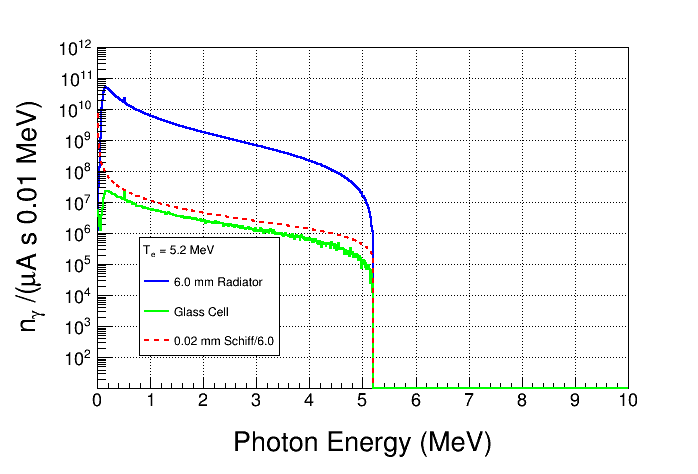 10¹²
10¹¹
10¹⁰
10⁹
10⁸
10⁷
10⁶
10⁵
10⁴
10³
10²
n_γ /(μA s 0.01 MeV)
Tₑ = 5.2 MeV
6.0 mm Radiator
Glass Cell
0.02 mm Schiff/6.0
0 1 2 3 4 5 6 7 8 9 10
Photon Energy (MeV)